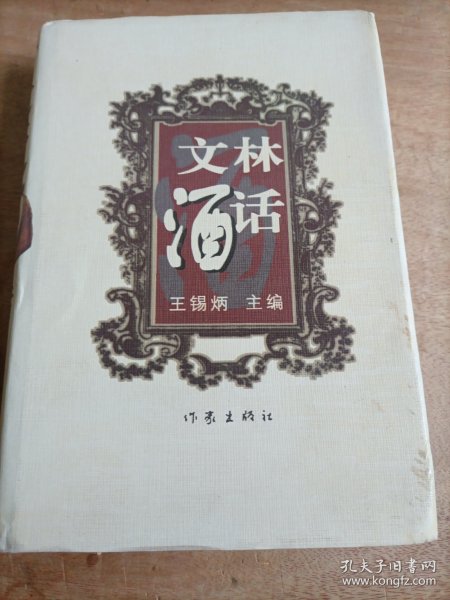 文林
酒话
王锡炳 主编
作家出版社
孔夫子旧书网
www.kongfz.com